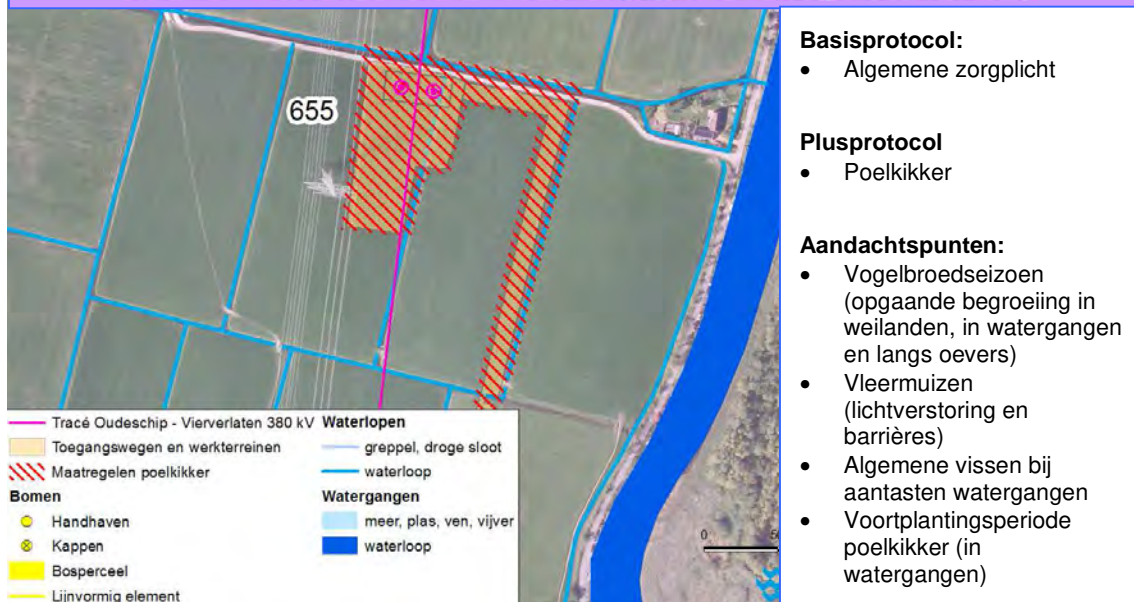 655
Tracé Oudeschip - Vierverlaten 380 kV
Toegangswegen en werkterreinen
Maatregelen poelkikker
Bomen
Handhaven
Kappen
Bosperceel
Lijnvormig element
Waterlopen
greppel, droge sloot
waterloop
Watergangen
meer, plas, ven, vijver
waterloop
0
Basisprotocol:
• Algemene zorgplicht
Plusprotocol
• Poelkikker
Aandachtspunten:
• Vogelbroedseizoen
(opgaande begroeiing in
weilanden, in watergangen
en langs oevers)
• Vleermuizen
(lichtverstoring en
barrières)
• Algemene vissen bij
aantasten watergangen
• Voortplantingsperiode
poelkikker (in
watergangen)